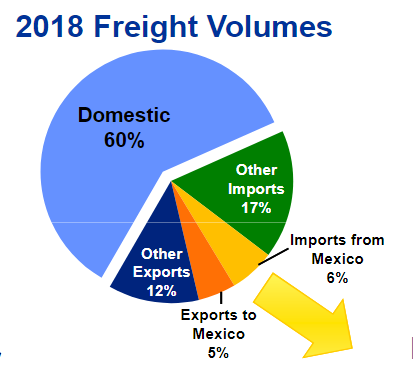 2018 Freight Volumes
Domestic
60%
Other
Imports
17%
Imports from
Mexico
6%
Other
Exports
12%
Exports to
Mexico
5%